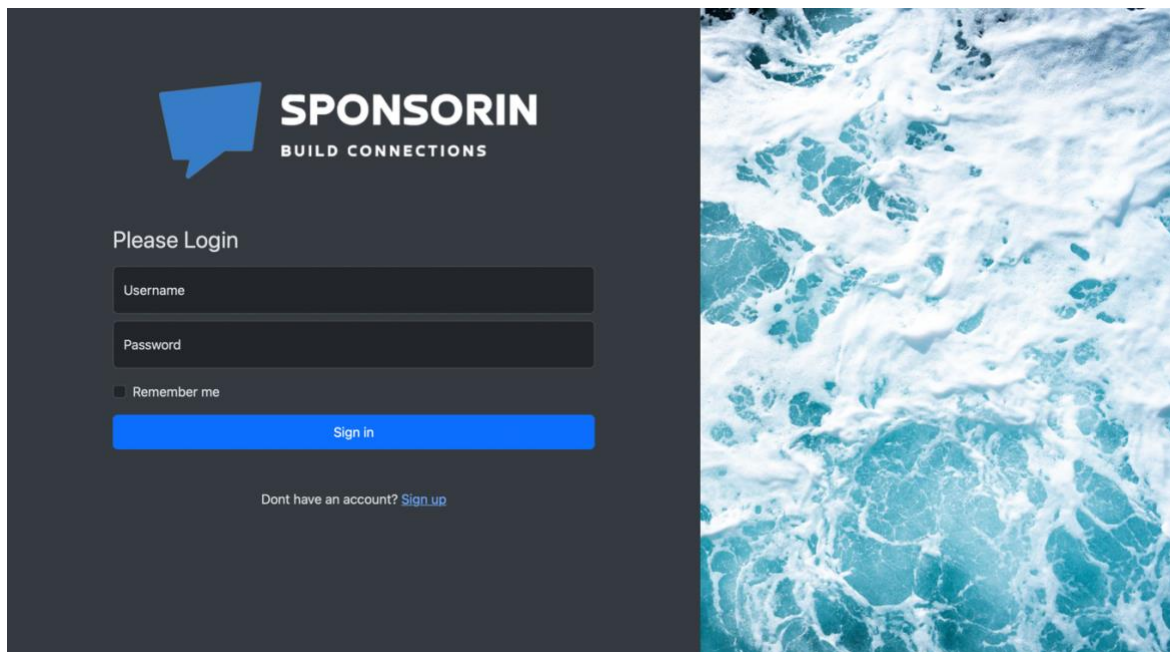 SPONSORIN
BUILD CONNECTIONS
Please Login
Username
Password
Remember me
Sign in
Dont have an account? Sign up